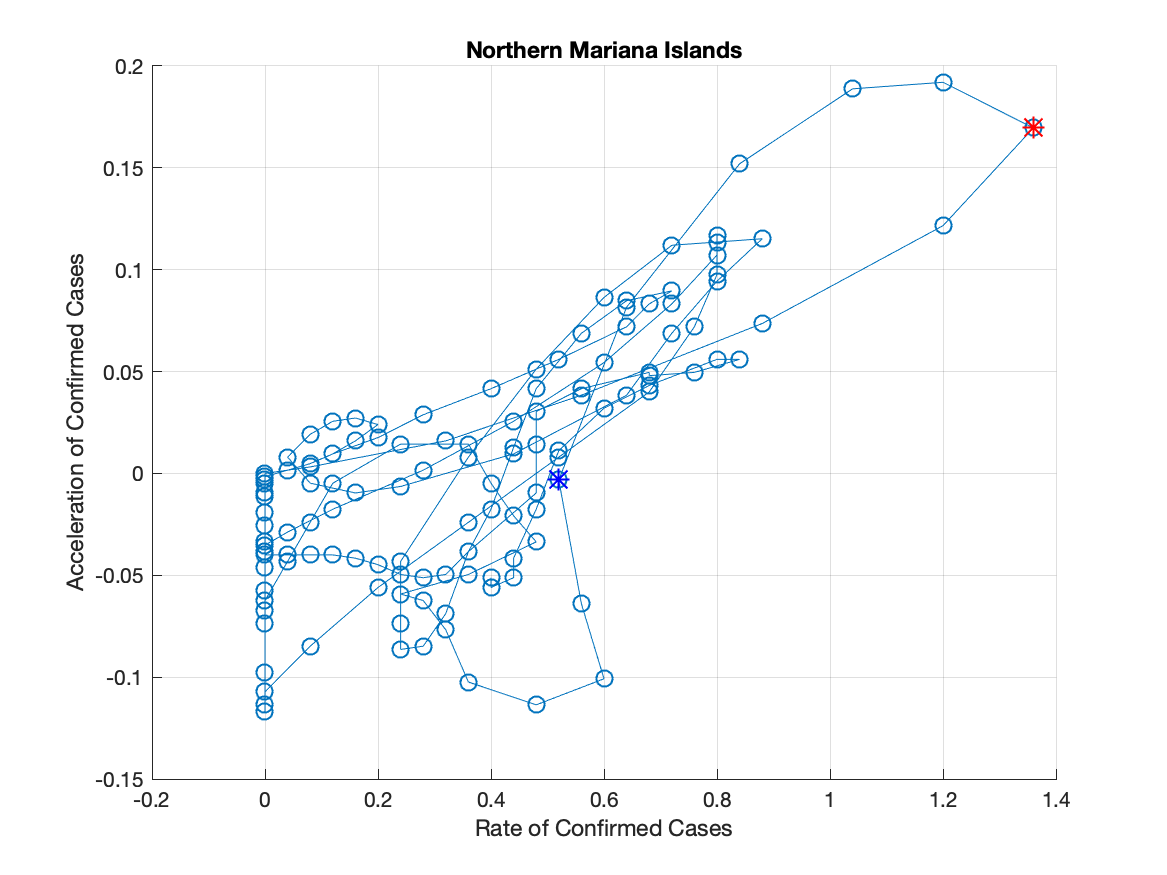 Northern Mariana Islands
0.2
0.15
0.1
0.05
0
-0.05
-0.1
-0.15
Acceleration of Confirmed Cases
-0.2 0 0.2 0.4 0.6 0.8 1 1.2 1.4
Rate of Confirmed Cases